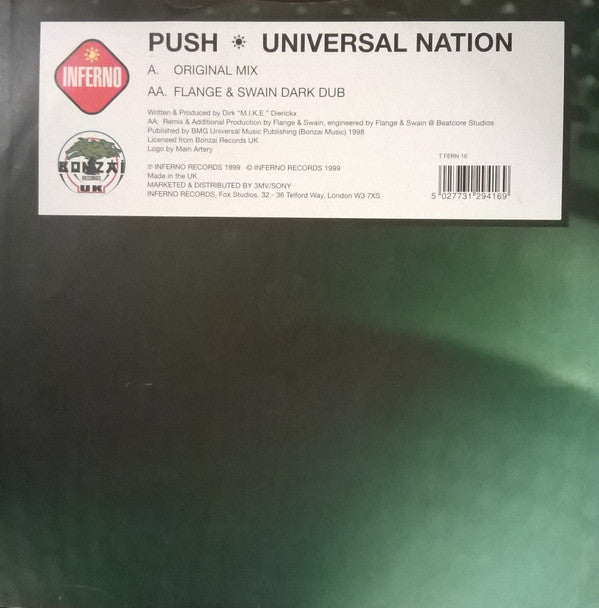 INFERNO
PUSH ☀ UNIVERSAL NATION
A. ORIGINAL MIX
AA. FLANGE & SWAIN DARK DUB
Written & Produced by Dirk "M.I.K.E." Dierickx
AA: Remix & Additional Production by Flange & Swain, engineered by Flange & Swain @ Beatcore Studios
Published by BMG Universal Music Publishing (Bonzai Music) 1998
Licensed from Bonzai Records UK
Logo by Main Artery
BONZAI
RECORDS
UK
℗ INFERNO RECORDS 1999 © INFERNO RECORDS 1999
Made in the UK
MARKETED & DISTRIBUTED BY 3MV/SONY
INFERNO RECORDS, Fox Studios, 32 - 36 Telford Way, London W3 7XS
T FERN 16
5 027731 294169